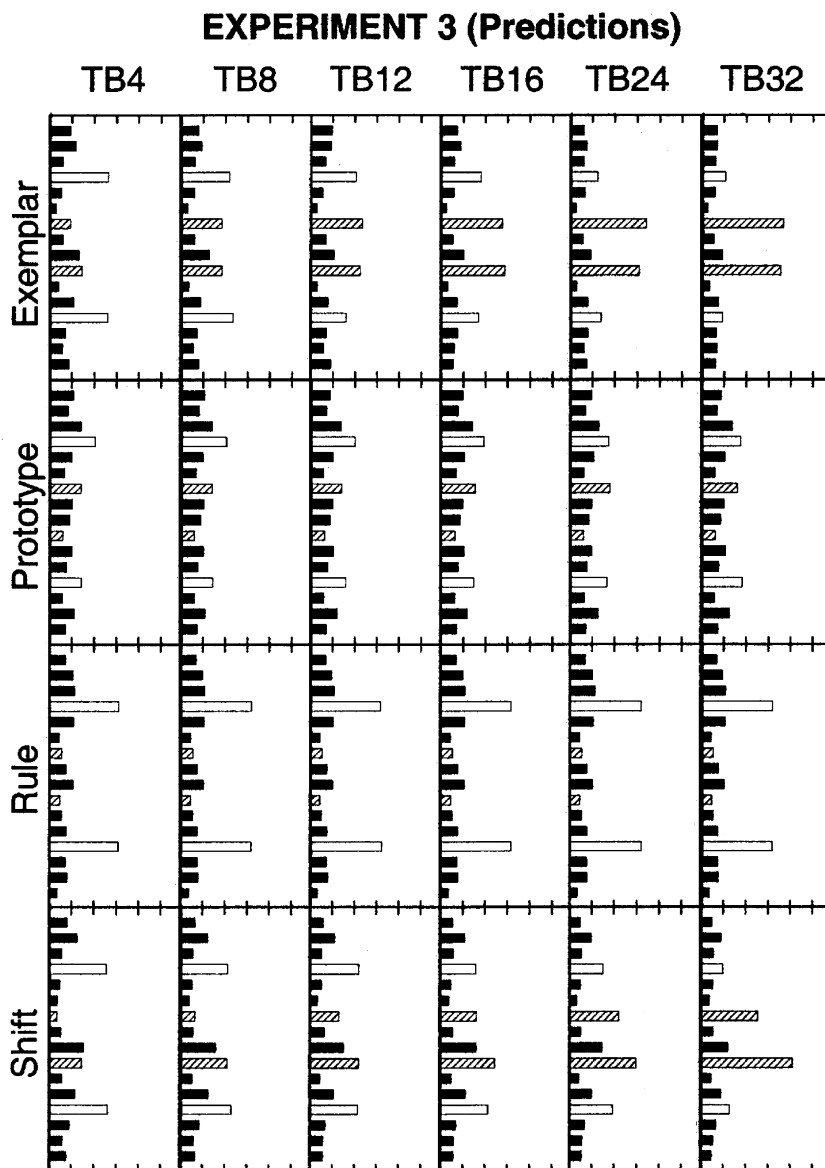 EXPERIMENT 3 (Predictions)
TB4 TB8 TB12 TB16 TB24 TB32
Exemplar
Prototype
Rule
Shift